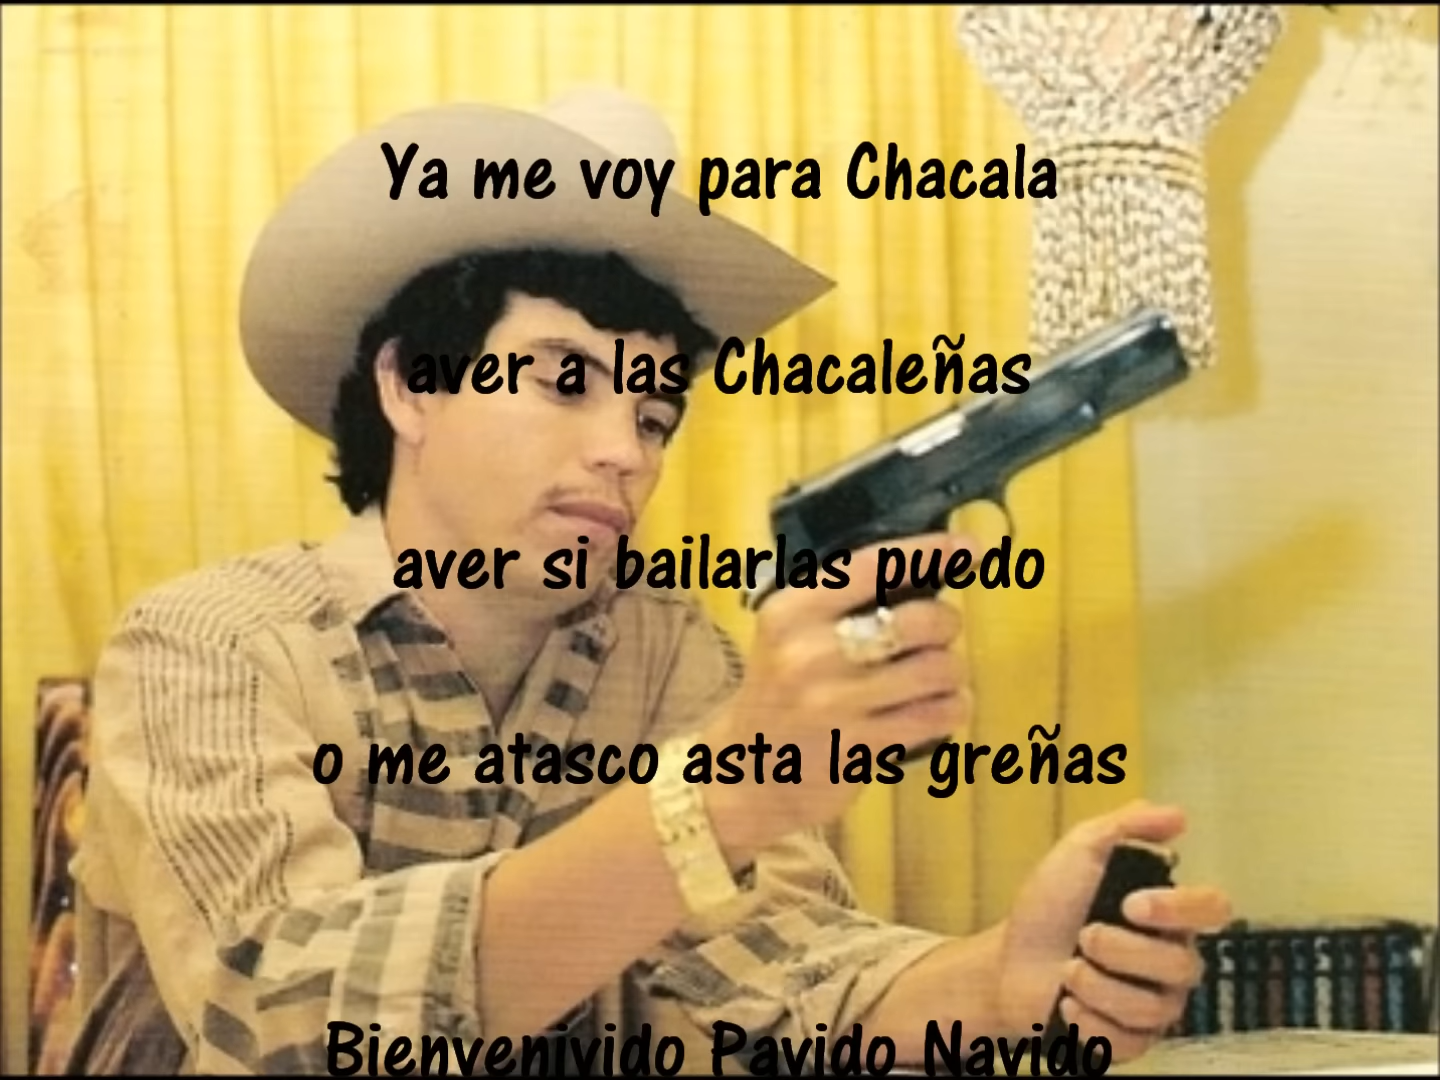 Ya me voy para Chacala
aver a las Chacaleñas
aver si bailarlas puedo
o me atasco asta las greñas
Bienvenivido Pavido Navido